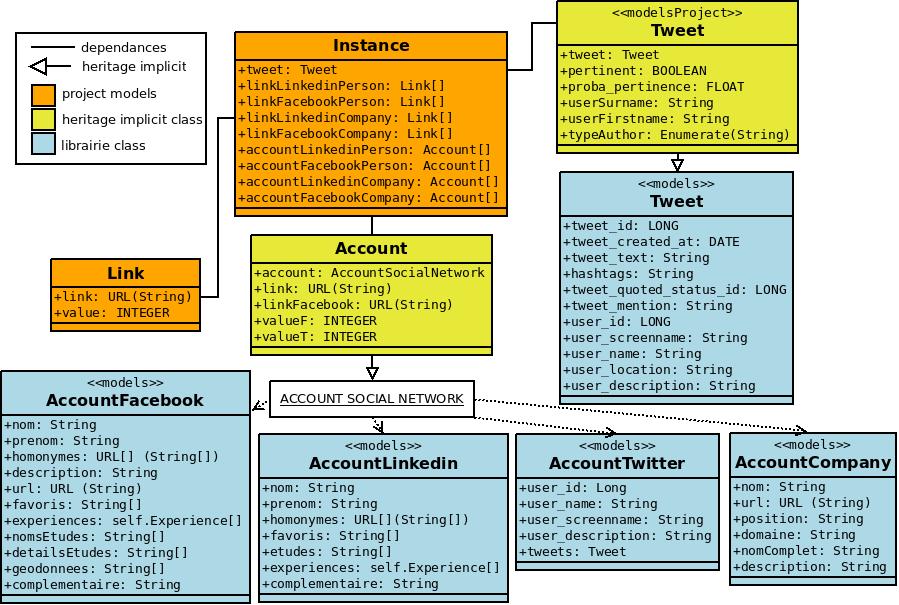 dependances
heritage implicit
project models
heritage implicit class
librairie class
Instance
+tweet: Tweet
+linkLinkedinPerson: Link[]
+linkFacebookPerson: Link[]
+linkLinkedinCompany: Link[]
+linkFacebookCompany: Link[]
+accountLinkedinPerson: Account[]
+accountFacebookPerson: Account[]
+accountLinkedinCompany: Account[]
+accountFacebookCompany: Account[]
<<modelsProject>>
Tweet
+tweet: Tweet
+pertinent: BOOLEAN
+proba_pertinence: FLOAT
+userSurname: String
+userFirstname: String
+typeAuthor: Enumerate(String)
<<models>>
Tweet
+tweet_id: LONG
+tweet_created_at: DATE
+tweet_text: String
+hashtags: String
+tweet_quoted_status_id: LONG
+tweet_mention: String
+user_id: LONG
+user_screenname: String
+user_name: String
+user_location: String
+user_description: String
Link
+link: URL(String)
+value: INTEGER
Account
+account: AccountSocialNetwork
+link: URL(String)
+linkFacebook: URL(String)
+valueF: INTEGER
+valueT: INTEGER
ACCOUNT SOCIAL NETWORK
<<models>>
AccountFacebook
+nom: String
+prenom: String
+homonymes: URL[] (String[])
+description: String
+url: URL (String)
+favoris: String[]
+experiences: self.Experience[]
+nomsEtudes: String[]
+detailsEtudes: String[]
+geodonnees: String[]
+complementaire: String
<<models>>
AccountLinkedin
+nom: String
+prenom: String
+homonymes: URL[](String[])
+favoris: String[]
+etudes: String[]
+experiences: self.Experience[]
+complementaire: String
<<models>>
AccountTwitter
+user_id: Long
+user_name: String
+user_screenname: String
+user_description: String
+tweets: Tweet
<<models>>
AccountCompany
+nom: String
+url: URL (String)
+position: String
+domaine: String
+nomComplet: String
+description: String